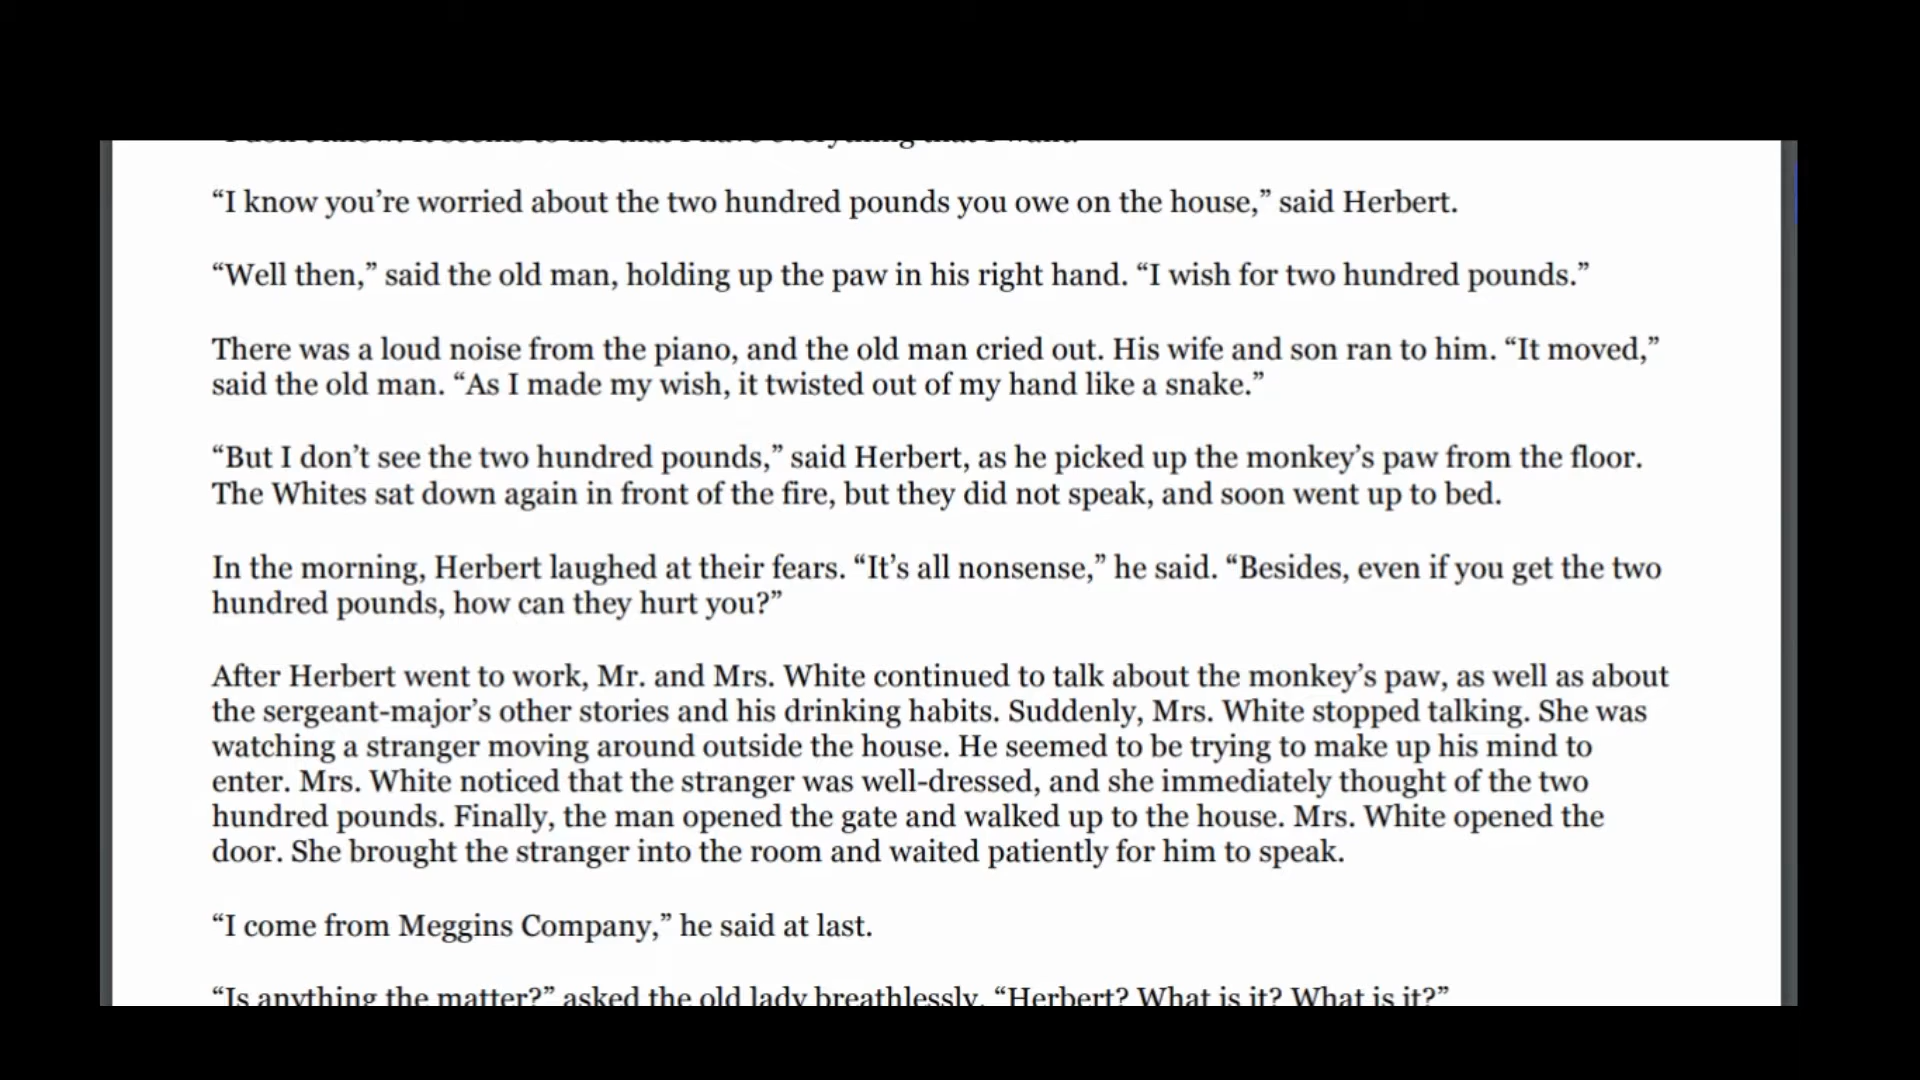 “I know you’re worried about the two hundred pounds you owe on the house,” said Herbert.
“Well then,” said the old man, holding up the paw in his right hand. “I wish for two hundred pounds.”
There was a loud noise from the piano, and the old man cried out. His wife and son ran to him. “It moved,”
said the old man. “As I made my wish, it twisted out of my hand like a snake.”
“But I don’t see the two hundred pounds,” said Herbert, as he picked up the monkey’s paw from the floor.
The Whites sat down again in front of the fire, but they did not speak, and soon went up to bed.
In the morning, Herbert laughed at their fears. “It’s all nonsense,” he said. “Besides, even if you get the two
hundred pounds, how can they hurt you?”
After Herbert went to work, Mr. and Mrs. White continued to talk about the monkey’s paw, as well as about
the sergeant-major’s other stories and his drinking habits. Suddenly, Mrs. White stopped talking. She was
watching a stranger moving around outside the house. He seemed to be trying to make up his mind to
enter. Mrs. White noticed that the stranger was well-dressed, and she immediately thought of the two
hundred pounds. Finally, the man opened the gate and walked up to the house. Mrs. White opened the
door. She brought the stranger into the room and waited patiently for him to speak.
“I come from Meggins Company,” he said at last.
“Is anything the matter?” asked the old lady breathlessly. “Herbert? What is it? What is it?”